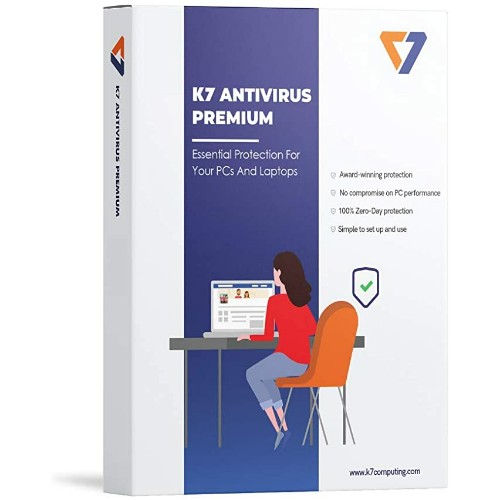 K7 ANTIVIRUS PREMIUM
K7 ANTIVIRUS
PREMIUM
Essential Protection For
Your PCs And Laptops
Award-winning protection
No compromise on PC performance
100% Zero-Day protection
Simple to set up and use
www.k7computing.com